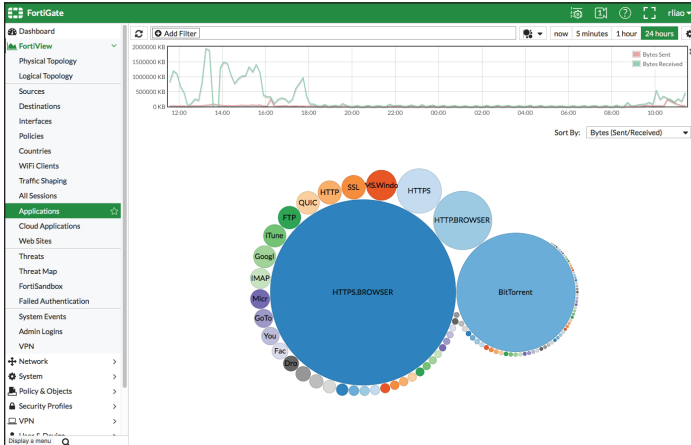 FortiGate
rliao
Dashboard
FortiView
Physical Topology
Logical Topology
Sources
Destinations
Interfaces
Policies
Countries
WiFi Clients
Traffic Shaping
All Sessions
Applications
Cloud Applications
Web Sites
Threats
Threat Map
FortiSandbox
Failed Authentication
System Events
Admin Logins
VPN
Network
System
Policy & Objects
Security Profiles
VPN
User & Device
Display a menu
Add Filter
now 5 minutes 1 hour 24 hours
2000000 KB
1500000 KB
1000000 KB
500000 KB
0 KB
Bytes Sent
Bytes Received
12:00 14:00 16:00 18:00 20:00 22:00 00:00 02:00 04:00 06:00 08:00 10:00
Sort By: Bytes (Sent/Received)
HTTPS.BROWSER
BitTorrent
HTTP.BROWSER
HTTPS
MS.Windo
SSL
HTTP
QUIC
FTP
iTune
Googl
IMAP
Micr
GoTo
You
Fac
Dro